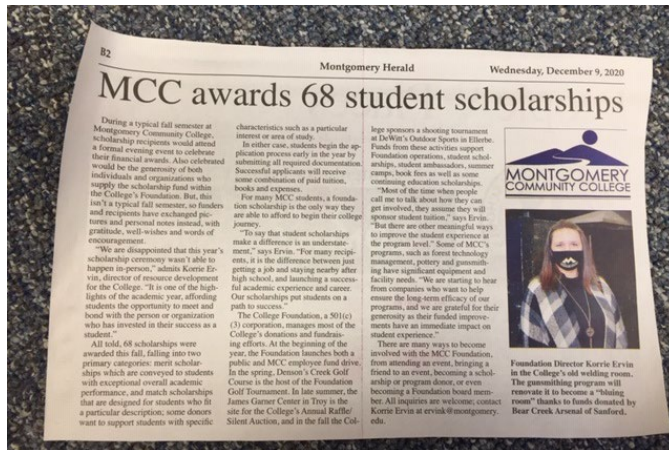 B2
Montgomery Herald
Wednesday, December 9, 2020
MCC awards 68 student scholarships
During a typical fall semester at
Montgomery Community College,
scholarship recipients would attend
a formal evening event to celebrate
their financial awards. Also celebrated
would be the generosity of both
individuals and organizations who
supply the scholarship fund within
the College's Foundation. But, this
isn't a typical fall semester, so funders
and recipients have exchanged pic-
tures and personal notes instead, with
gratitude, well-wishes and words of
encouragement.
"We are disappointed that this year's
scholarship ceremony wasn't able to
happen in-person," admits Korrie Er-
vin, director of resource development
for the College. "It is one of the high-
lights of the academic year, affording
students the opportunity to meet and
bond with the person or organization
who has invested in their success as a
student."
All told, 68 scholarships were
awarded this fall, falling into two
primary categories: merit scholar-
ships which are conveyed to students
with exceptional overall academic
performance, and match scholarships
that are designed for students who fit
a particular description; some donors
want to support students with specific
characteristics such as a particular
interest or area of study.
In either case, students begin the ap-
plication process early in the year by
submitting all required documentation.
Successful applicants will receive
some combination of paid tuition,
books and expenses.
For many MCC students, a founda-
tion scholarship is the only way they
are able to afford to begin their college
journey.
"To say that student scholarships
make a difference is an understate-
ment," says Ervin. "For many recipi-
ents, it is the difference between just
getting a job and staying nearby after
high school, and launching a success-
ful academic experience and career.
Our scholarships put students on a
path to success."
The College Foundation, a 501(c)
(3) corporation, manages most of the
College's donations and fundrais-
ing efforts. At the beginning of the
year, the Foundation launches both a
public and MCC employee fund drive.
In the spring, Denson's Creek Golf
Course is the host of the Foundation
Golf Tournament. In late summer, the
James Garner Center in Troy is the
site for the College's Annual Raffle/
Silent Auction, and in the fall the Col-
lege sponsors a shooting tournament
at DeWitt's Outdoor Sports in Ellerbe.
Funds from these activities support
Foundation operations, student schol-
arships, student ambassadors, summer
camps, book fees as well as some
continuing education scholarships.
"Most of the time when people
call me to talk about how they can
get involved, they assume they will
sponsor student tuition," says Ervin.
"But there are other meaningful ways
to improve the student experience at
the program level." Some of MCC's
programs, such as forest technology
management, pottery and gunsmith-
ing have significant equipment and
facility needs. "We are starting to hear
from companies who want to help
ensure the long-term efficacy of our
programs, and we are grateful for their
generosity as their funded improve-
ments have an immediate impact on
student experience."
There are many ways to become
involved with the MCC Foundation,
from attending an event, bringing a
friend to an event, becoming a schol-
arship or program donor, or even
becoming a Foundation board mem-
ber. All inquiries are welcome; contact
Korrie Ervin at ervink@montgomery.
edu.
MONTGOMERY
COMMUNITY COLLEGE
Foundation Director Korrie Ervin
in the College's old welding room.
The gunsmithing program will
renovate it to become a "bluing
room" thanks to funds donated by
Bear Creek Arsenal of Sanford.